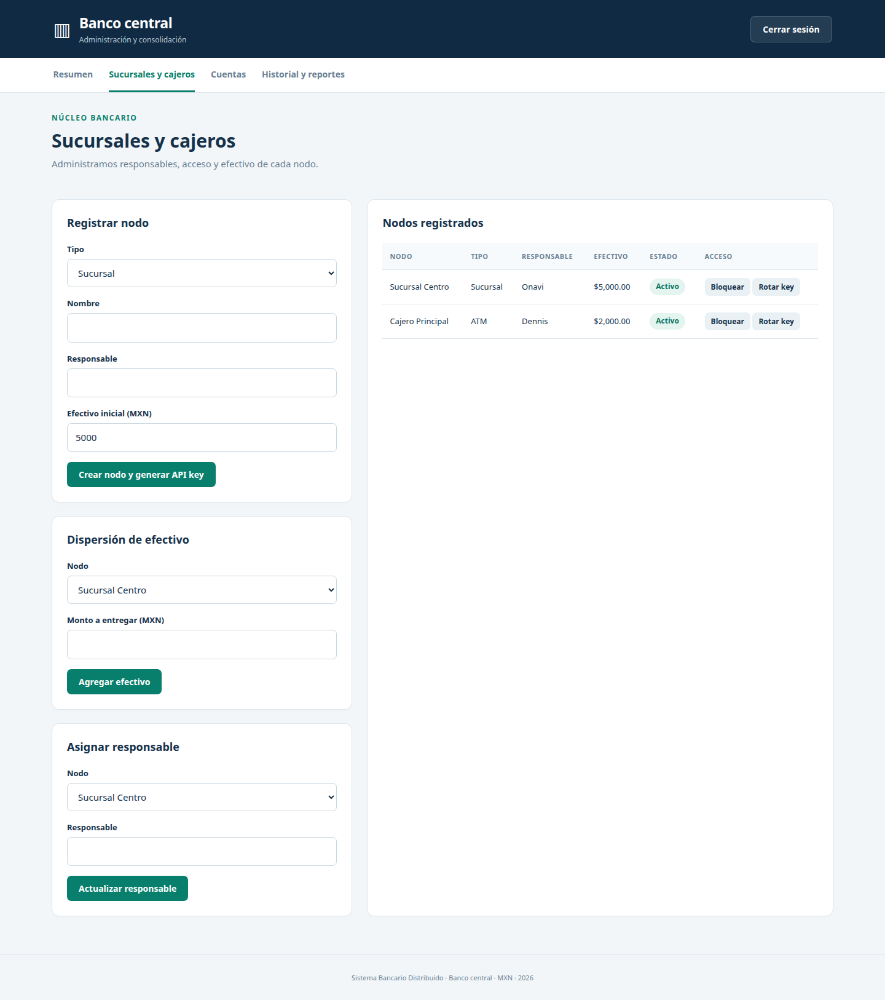 Banco central
Administración y consolidación
Cerrar sesión
Resumen Sucursales y cajeros Cuentas Historial y reportes
NÚCLEO BANCARIO
Sucursales y cajeros
Administramos responsables, acceso y efectivo de cada nodo.
Registrar nodo
Tipo
Sucursal
Nombre
Responsable
Efectivo inicial (MXN)
5000
Crear nodo y generar API key
Dispersión de efectivo
Nodo
Sucursal Centro
Monto a entregar (MXN)
Agregar efectivo
Asignar responsable
Nodo
Sucursal Centro
Responsable
Actualizar responsable
Nodos registrados
NODO TIPO RESPONSABLE EFECTIVO ESTADO ACCESO
Sucursal Centro Sucursal Onavi $5,000.00 Activo Bloquear Rotar key
Cajero Principal ATM Dennis $2,000.00 Activo Bloquear Rotar key
Sistema Bancario Distribuido · Banco central · MXN · 2026